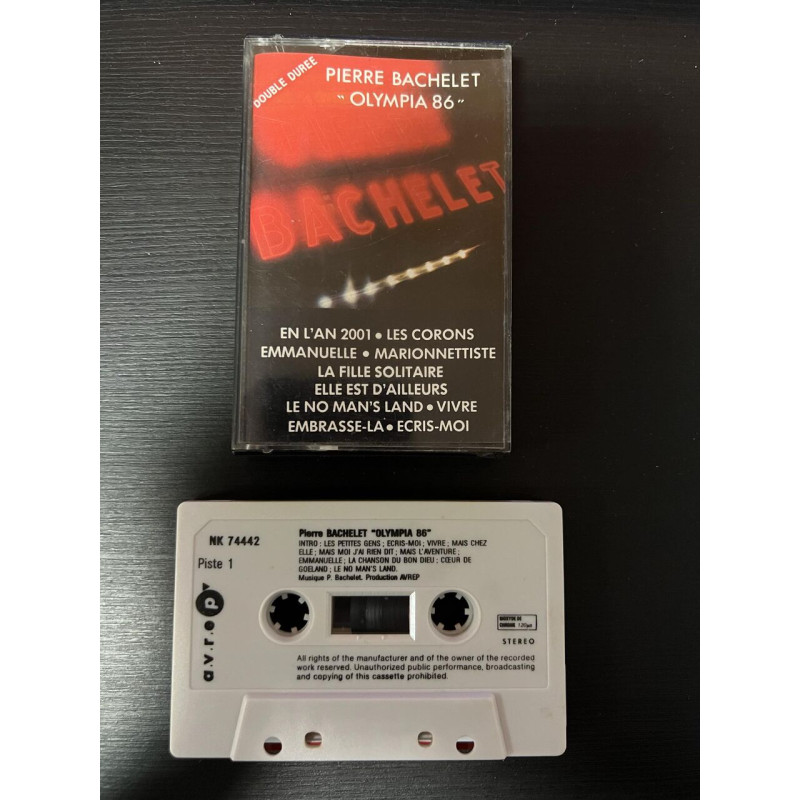 DOUBLE DUREE
PIERRE BACHELET
"OLYMPIA 86"
BACHELET
EN L'AN 2001 • LES CORONS
EMMANUELLE • MARIONNETTISTE
LA FILLE SOLITAIRE
ELLE EST D'AILLEURS
LE NO MAN'S LAND • VIVRE
EMBRASSE-LA • ECRIS-MOI
NK 74442
Piste 1
a.v.r.e.p
Pierre BACHELET "OLYMPIA 86"
INTRO ; LES PETITES GENS ; ECRIS-MOI ; VIVRE ; MAIS CHEZ
ELLE ; MAIS MOI J'AI RIEN DIT ; MAIS L'AVENTURE ;
EMMANUELLE ; LA CHANSON DU BON DIEU ; CŒUR DE
GOELAND ; LE NO MAN'S LAND.
Musique P. Bachelet. Production AVREP
CHROME 120µs
STEREO
All rights of the manufacturer and of the owner of the recorded
work reserved. Unauthorized public performance, broadcasting
and copying of this cassette prohibited.